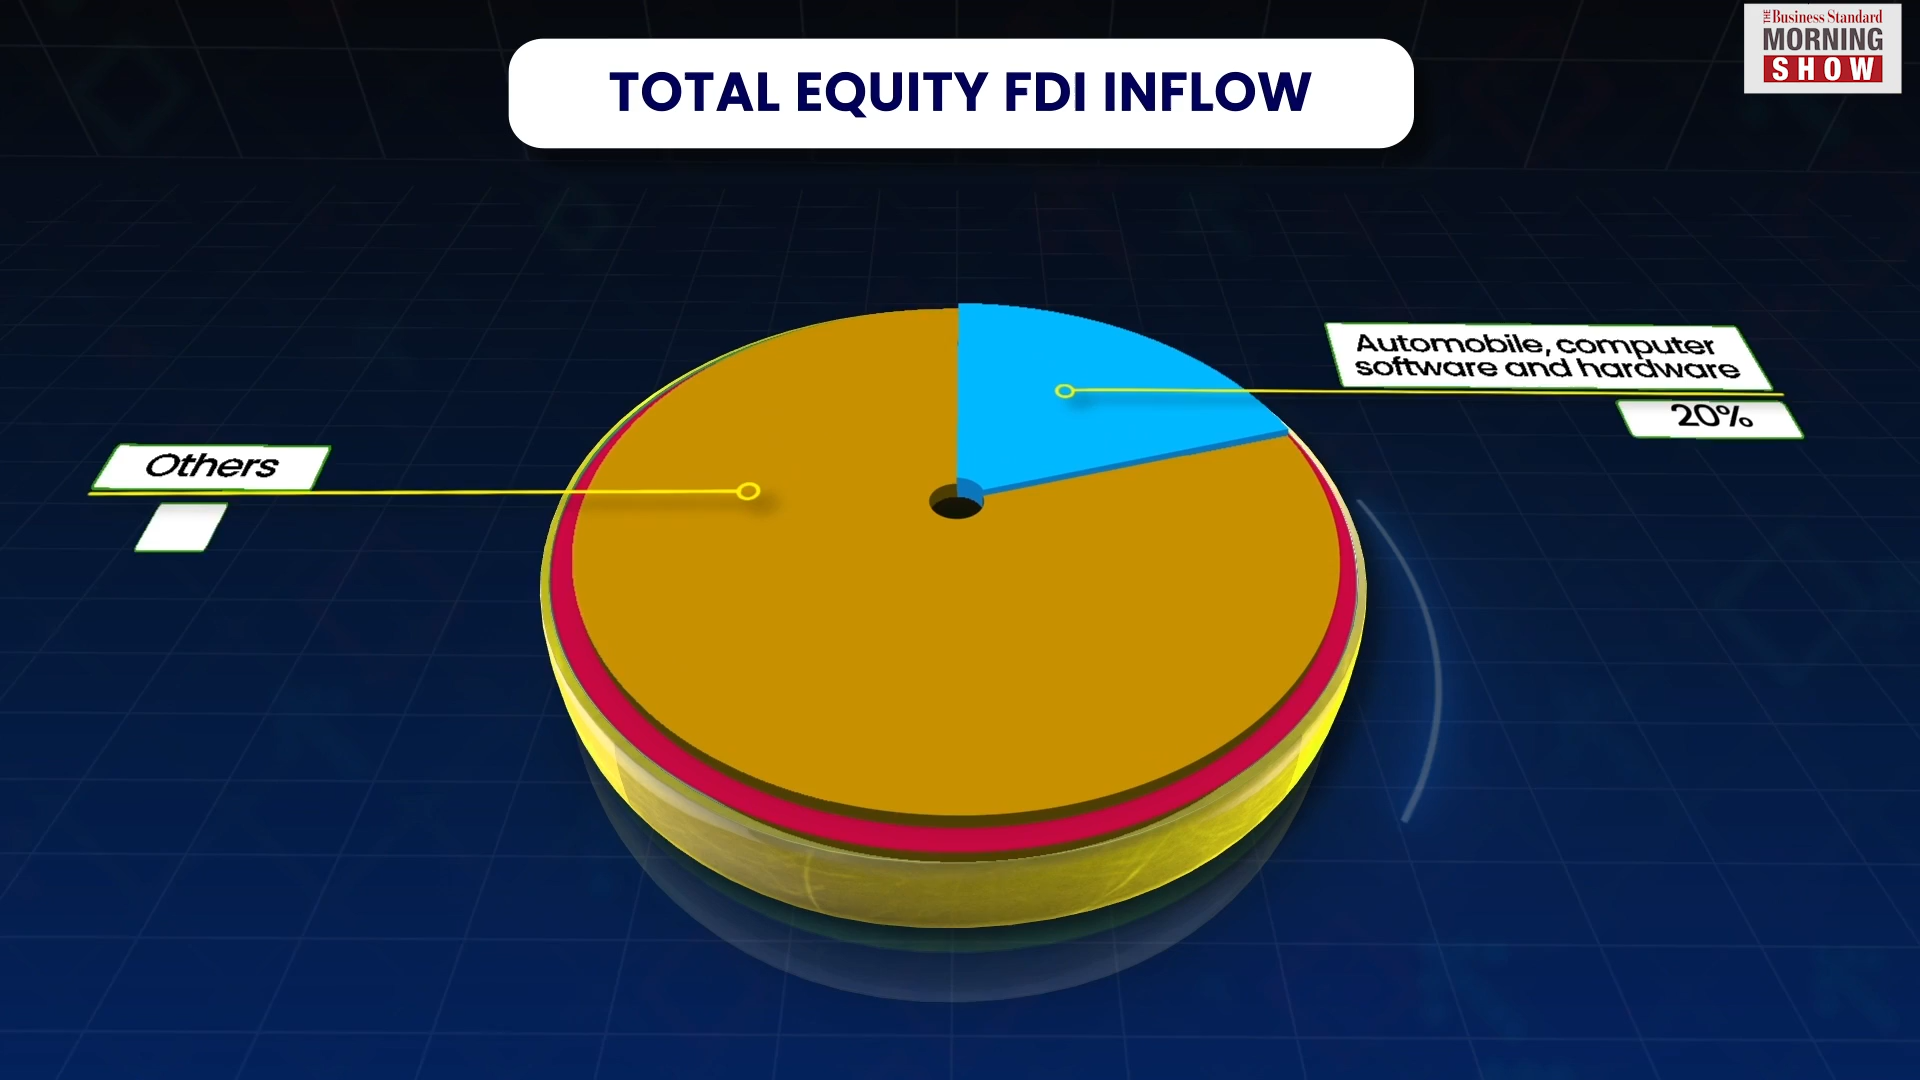 THE Business Standard
MORNING
SHOW
TOTAL EQUITY FDI INFLOW
Automobile, computer
software and hardware
20%
Others